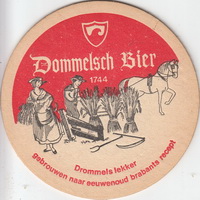 Dommelsch Bier
1744
Drommels lekker
gebrouwen naar eeuwenoud brabants recept